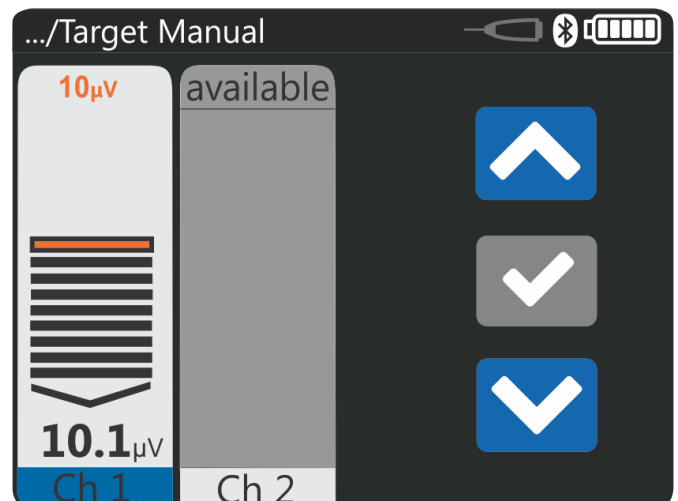 .../Target Manual
10µV
available
10.1µV
Ch 1
Ch 2